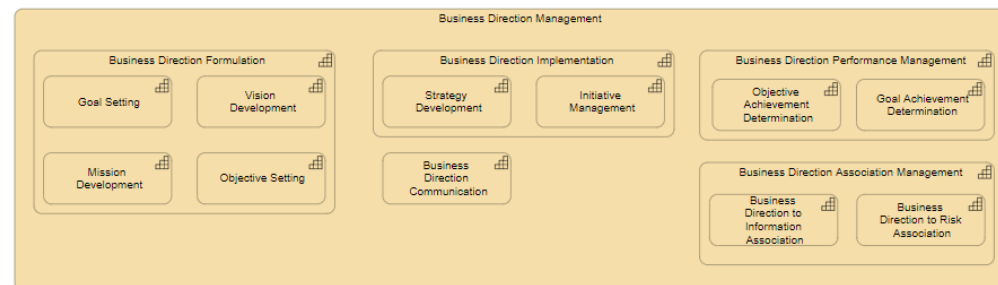 Business Direction Management
Business Direction Formulation
Goal Setting
Vision
Development
Mission
Development
Objective Setting
Business Direction Implementation
Strategy
Development
Initiative
Management
Business
Direction
Communication
Business Direction Performance Management
Objective
Achievement
Determination
Goal Achievement
Determination
Business Direction Association Management
Business
Direction to
Information
Association
Business
Direction to Risk
Association